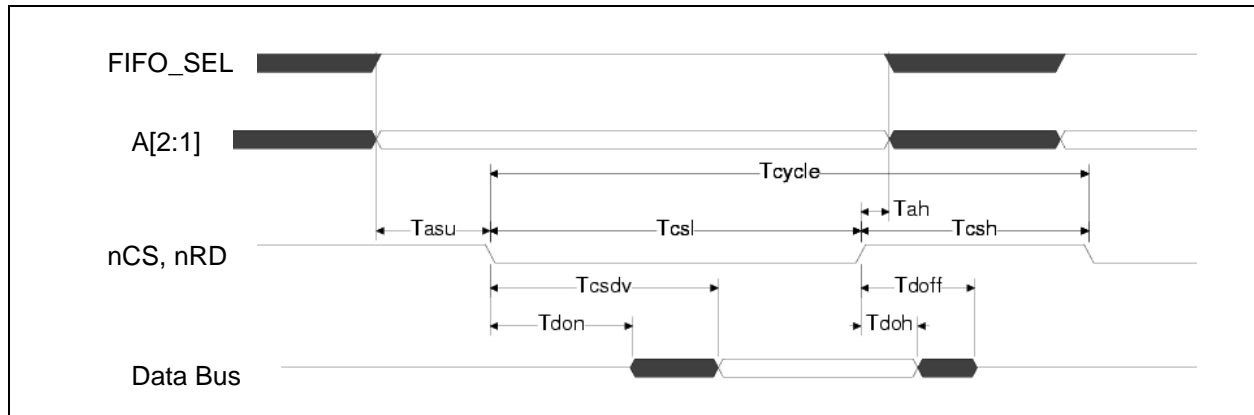 FIFO_SEL
A[2:1]
Tcycle
Tah
Tasu
Tcsl
Tcsh
nCS, nRD
Tcsdv
Tdoff
Tdon
Tdoh
Data Bus